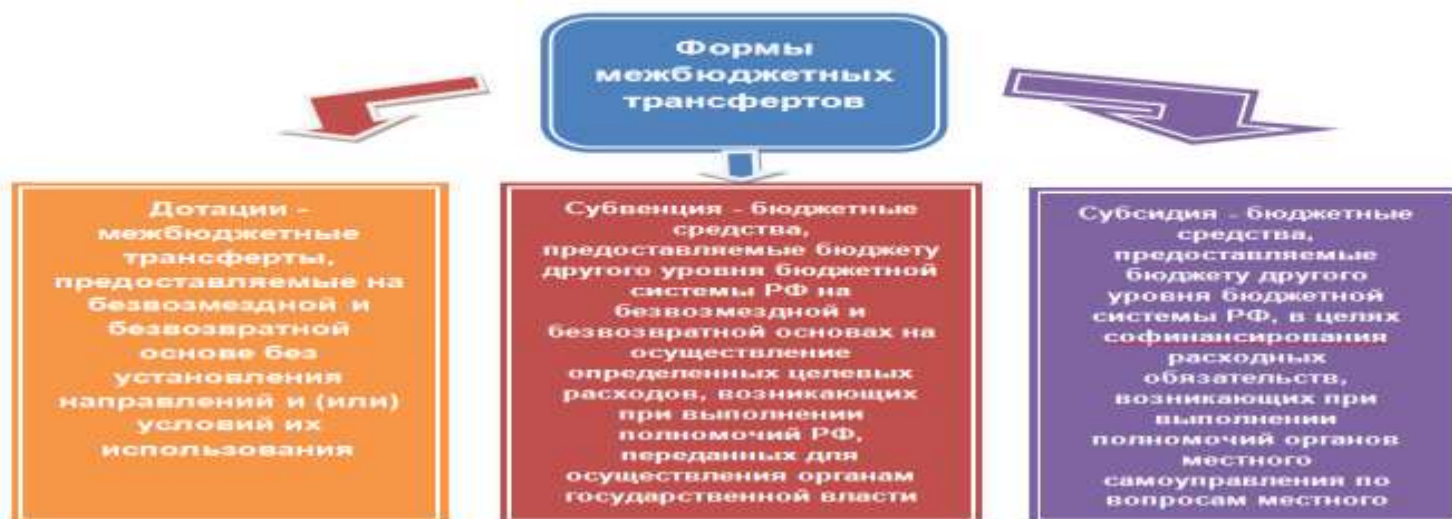 Формы
межбюджетных
трансфертов
Дотации –
межбюджетные
трансферты,
предоставляемые на
безвозмездной и
безвозвратной
основе без
установления
направлений и (или)
условий их
использования
Субвенция - бюджетные
средства,
предоставляемые бюджету
другого уровня бюджетной
системы РФ на
безвозмездной и
безвозвратной основах на
осуществление
определенных целевых
расходов, возникающих
при выполнении
полномочий РФ,
переданных для
осуществления органам
государственной власти
Субсидия - бюджетные
средства,
предоставляемые
бюджету другого
уровня бюджетной
системы РФ, в целях
софинансирования
расходных
обязательств,
возникающих при
выполнении
полномочий органов
местного
самоуправления по
вопросам местного